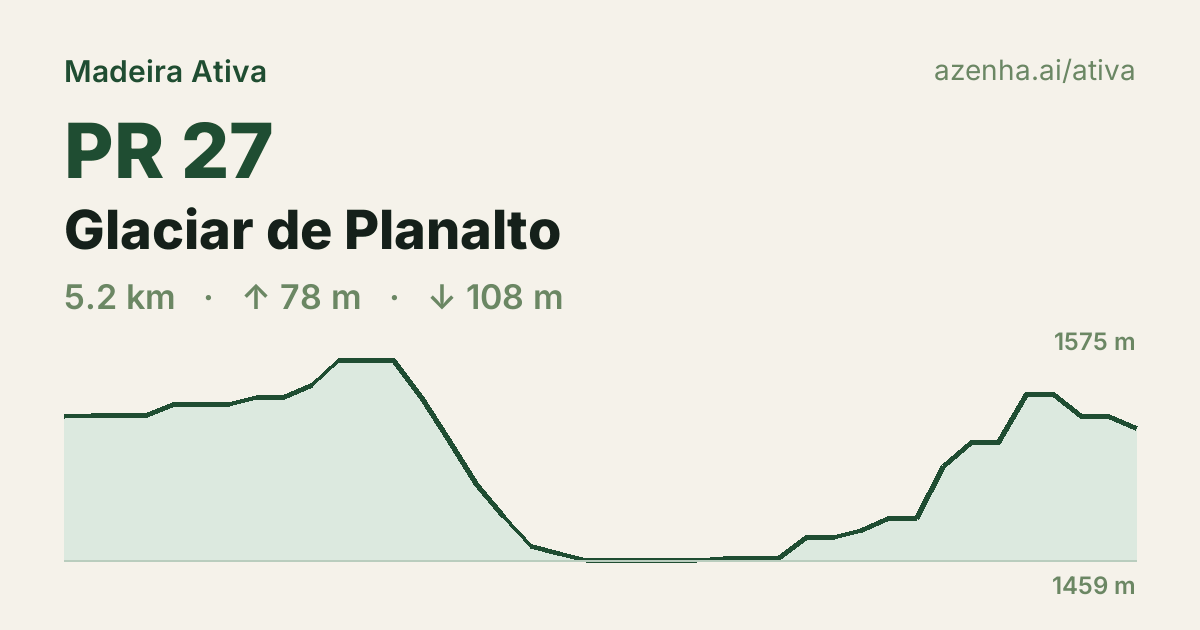 Madeira Ativa
azenha.ai/ativa
PR 27
Glaciar de Planalto
5.2 km · ↑ 78 m · ↓ 108 m
1575 m
1459 m